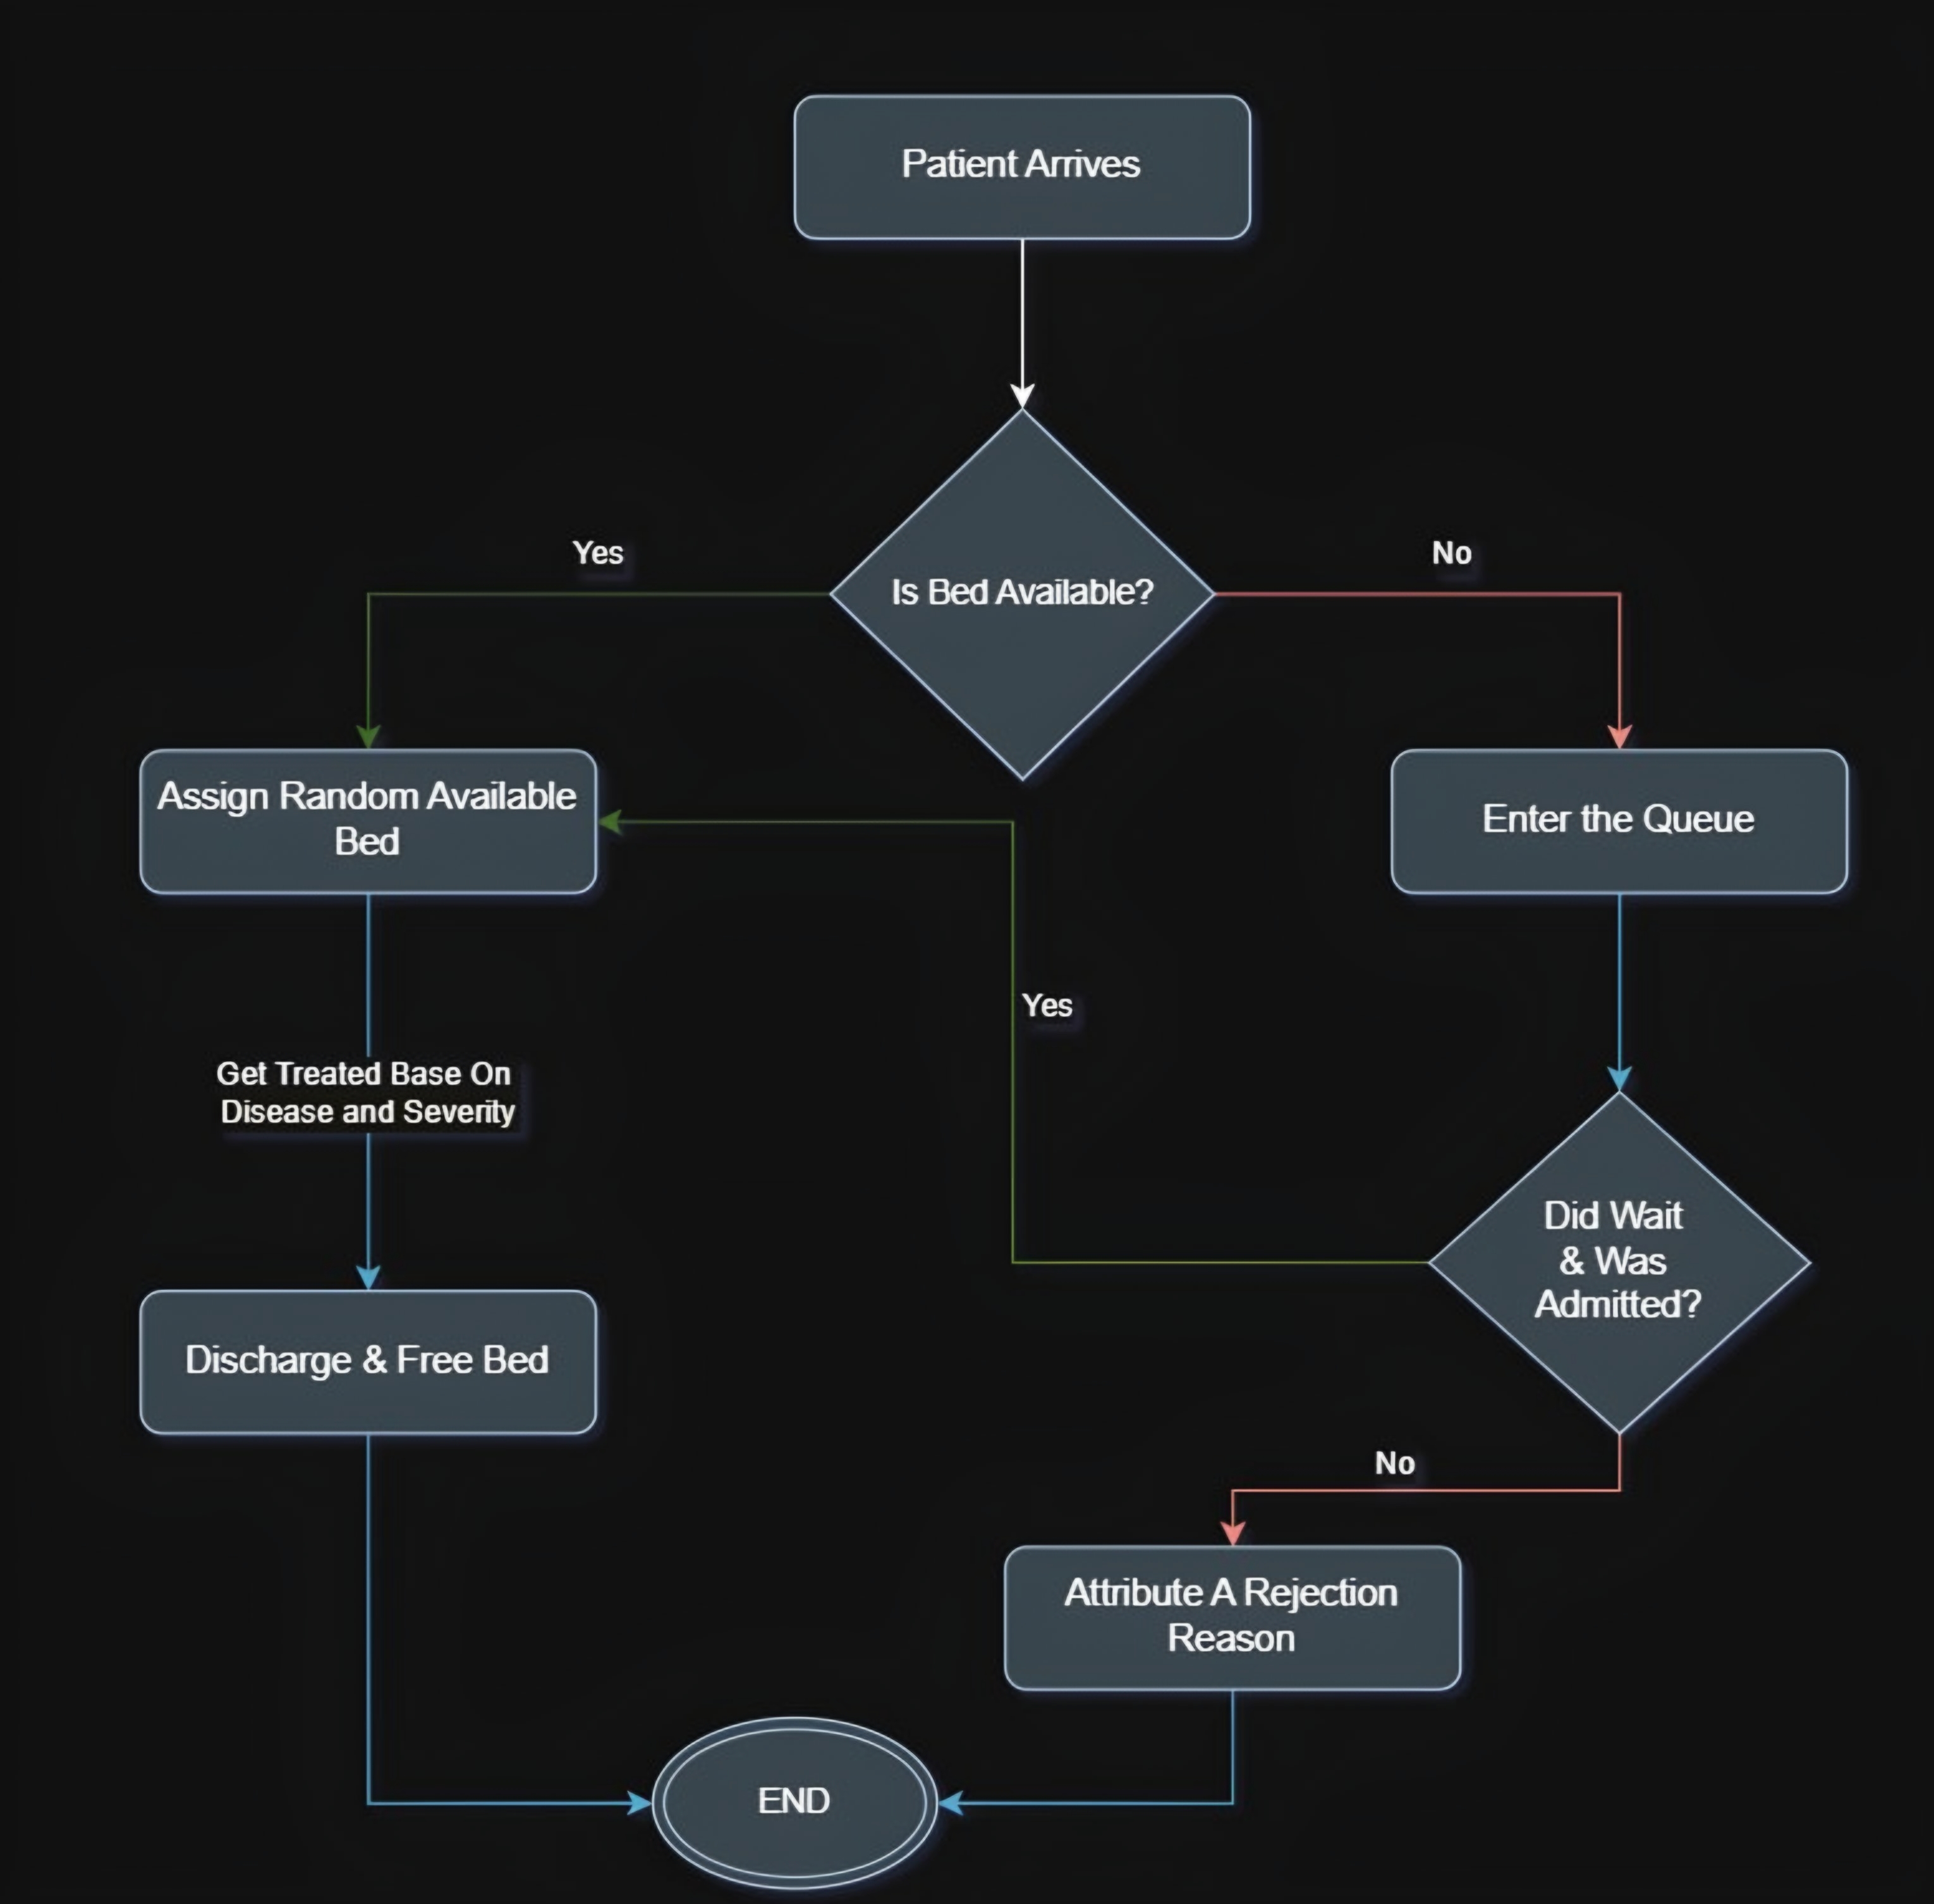 Patient Arrives
Yes
No
Is Bed Available?
Assign Random Available
Bed
Enter the Queue
Yes
Get Treated Base On
Disease and Severity
Did Wait
& Was
Admitted?
Discharge & Free Bed
No
Attribute A Rejection
Reason
END